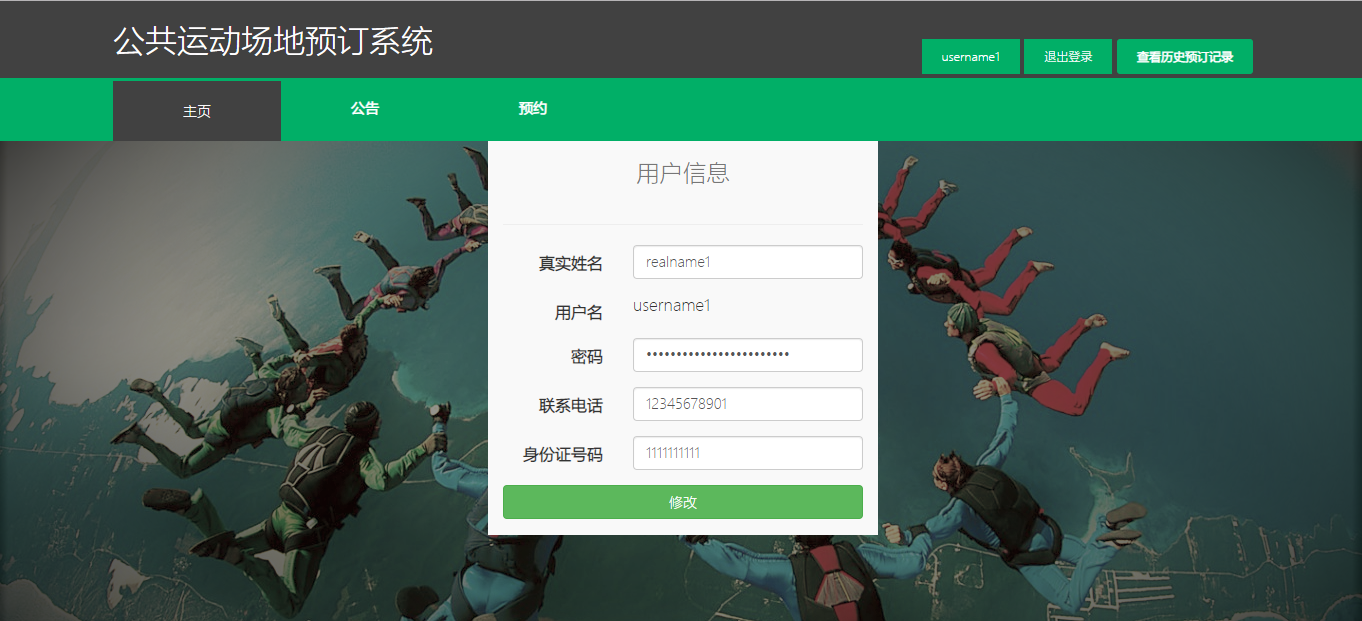 公共运动场地预订系统
username1
退出登录
查看历史预订记录
主页
公告
预约
用户信息
真实姓名
realname1
用户名
username1
密码
••••••••••••••••••••••••
联系电话
12345678901
身份证号码
1111111111
修改